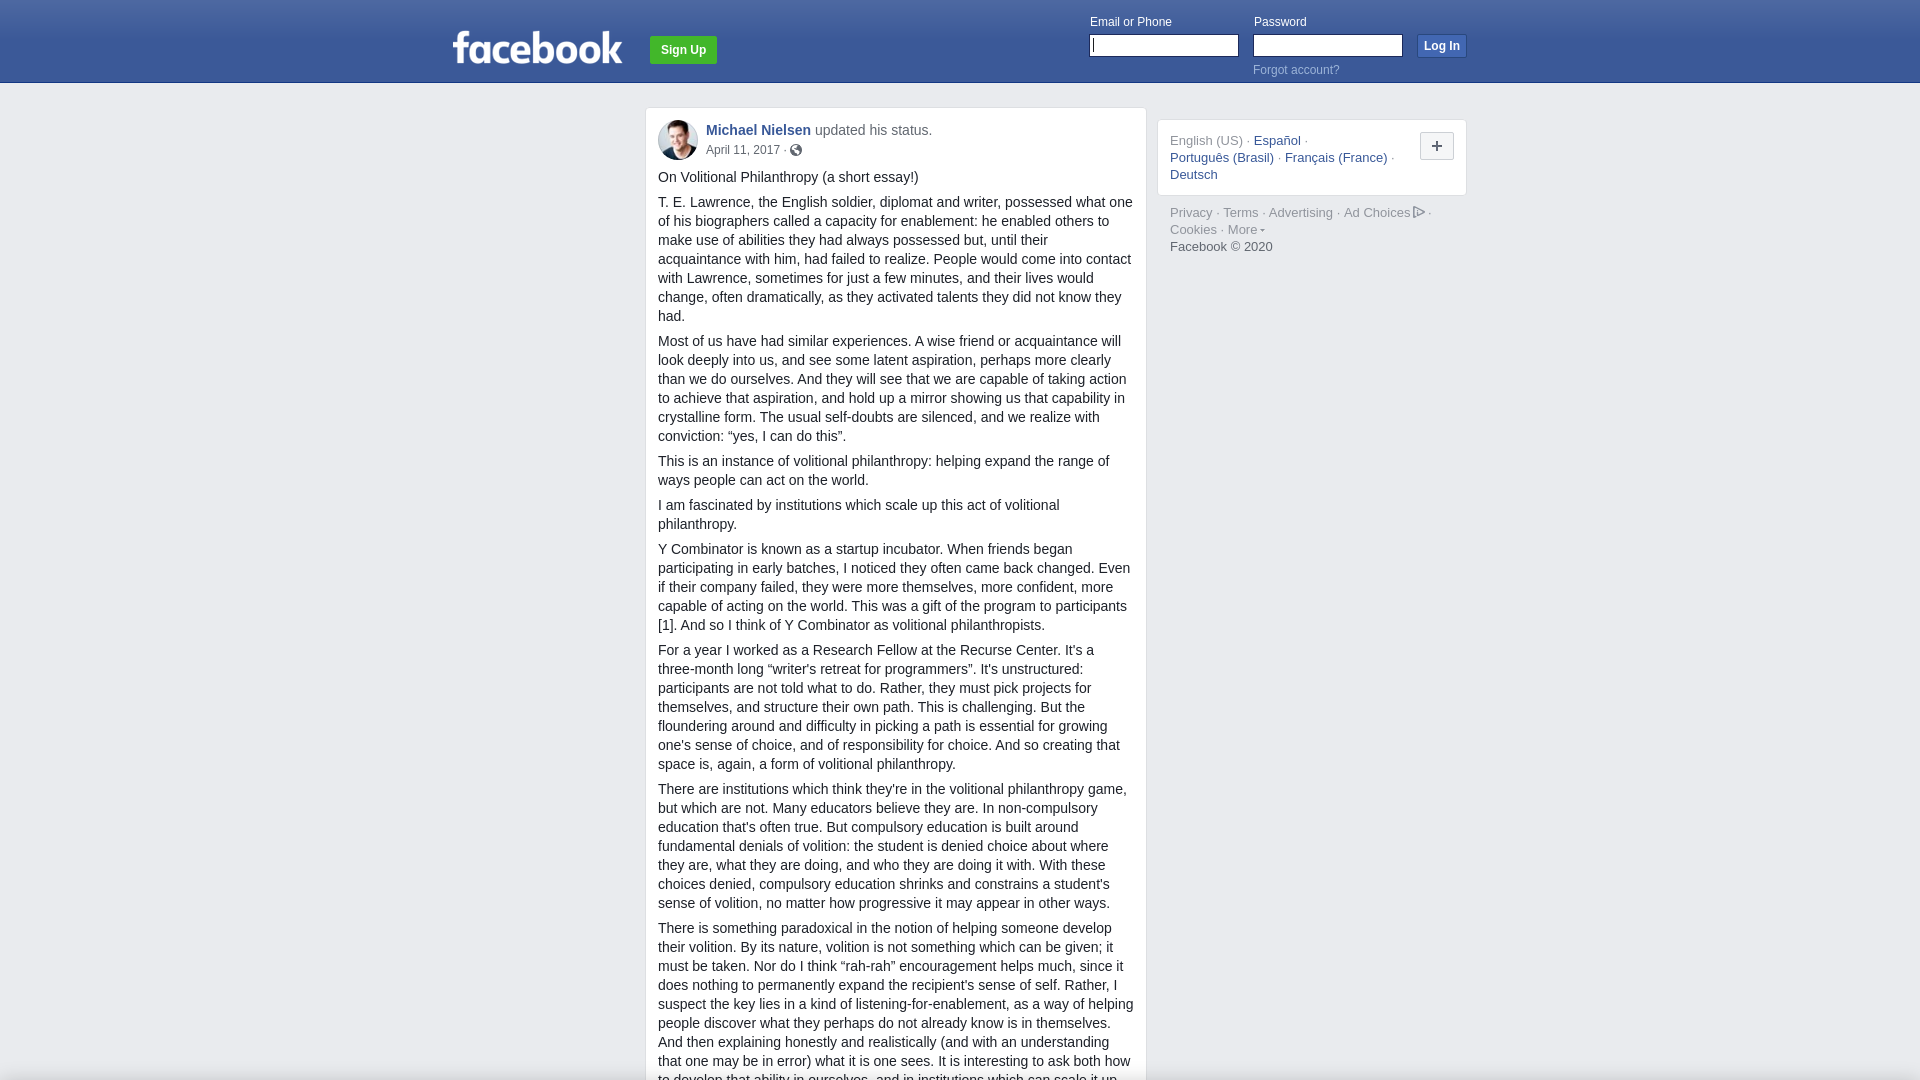 facebook
Sign Up
Email or Phone
Password
Log In
Forgot account?
Michael Nielsen updated his status.
April 11, 2017 ·
On Volitional Philanthropy (a short essay!)
T. E. Lawrence, the English soldier, diplomat and writer, possessed what one
of his biographers called a capacity for enablement: he enabled others to
make use of abilities they had always possessed but, until their
acquaintance with him, had failed to realize. People would come into contact
with Lawrence, sometimes for just a few minutes, and their lives would
change, often dramatically, as they activated talents they did not know they
had.
Most of us have had similar experiences. A wise friend or acquaintance will
look deeply into us, and see some latent aspiration, perhaps more clearly
than we do ourselves. And they will see that we are capable of taking action
to achieve that aspiration, and hold up a mirror showing us that capability in
crystalline form. The usual self-doubts are silenced, and we realize with
conviction: “yes, I can do this”.
This is an instance of volitional philanthropy: helping expand the range of
ways people can act on the world.
I am fascinated by institutions which scale up this act of volitional
philanthropy.
Y Combinator is known as a startup incubator. When friends began
participating in early batches, I noticed they often came back changed. Even
if their company failed, they were more themselves, more confident, more
capable of acting on the world. This was a gift of the program to participants
[1]. And so I think of Y Combinator as volitional philanthropists.
For a year I worked as a Research Fellow at the Recurse Center. It's a
three-month long “writer's retreat for programmers”. It's unstructured:
participants are not told what to do. Rather, they must pick projects for
themselves, and structure their own path. This is challenging. But the
floundering around and difficulty in picking a path is essential for growing
one's sense of choice, and of responsibility for choice. And so creating that
space is, again, a form of volitional philanthropy.
There are institutions which think they're in the volitional philanthropy game,
but which are not. Many educators believe they are. In non-compulsory
education that's often true. But compulsory education is built around
fundamental denials of volition: the student is denied choice about where
they are, what they are doing, and who they are doing it with. With these
choices denied, compulsory education shrinks and constrains a student's
sense of volition, no matter how progressive it may appear in other ways.
There is something paradoxical in the notion of helping someone develop
their volition. By its nature, volition is not something which can be given; it
must be taken. Nor do I think “rah-rah” encouragement helps much, since it
does nothing to permanently expand the recipient's sense of self. Rather, I
suspect the key lies in a kind of listening-for-enablement, as a way of helping
people discover what they perhaps do not already know is in themselves.
And then explaining honestly and realistically (and with an understanding
that one may be in error) what it is one sees. It is interesting to ask both how
to develop that ability in ourselves, and in institutions which can scale it up.
English (US) · Español ·
Português (Brasil) · Français (France) ·
Deutsch
Privacy · Terms · Advertising · Ad Choices ·
Cookies · More
Facebook © 2020